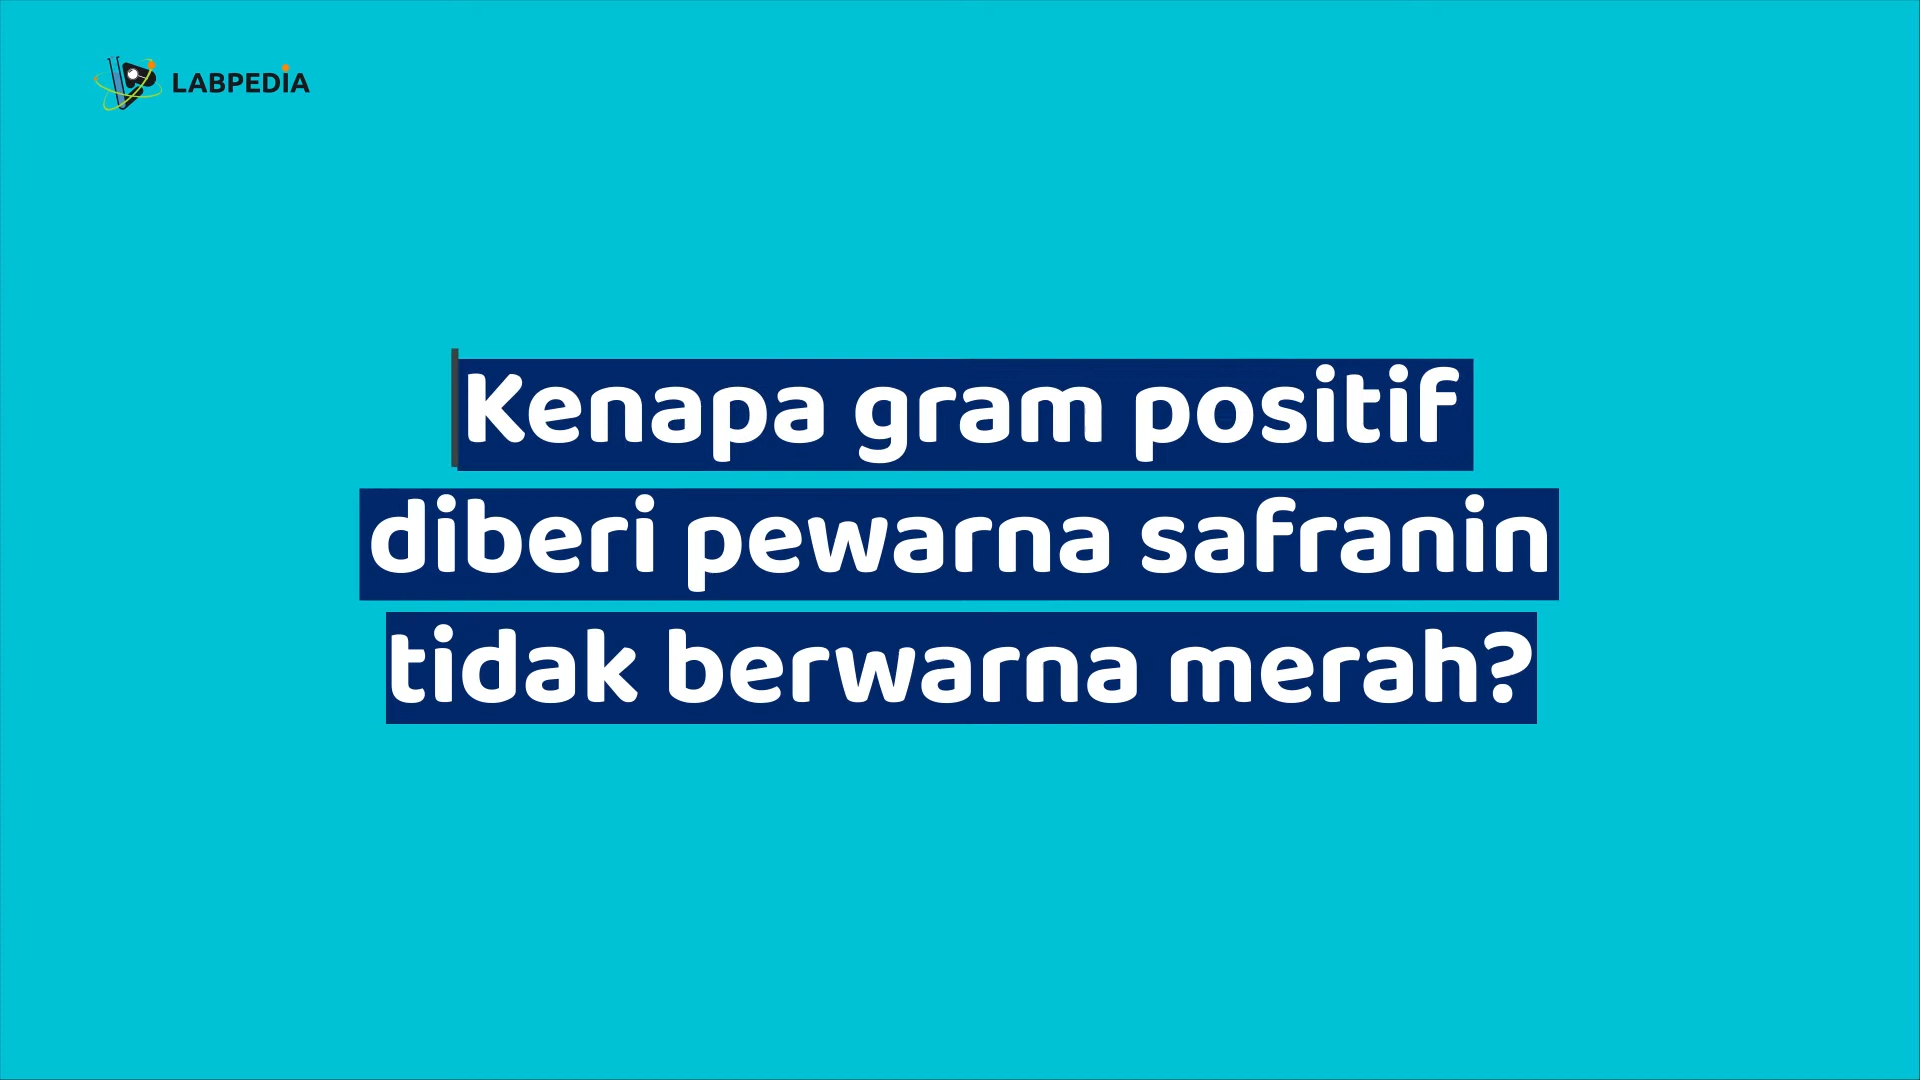 LABPEDIA
Kenapa gram positif
diberi pewarna safranin
tidak berwarna merah?